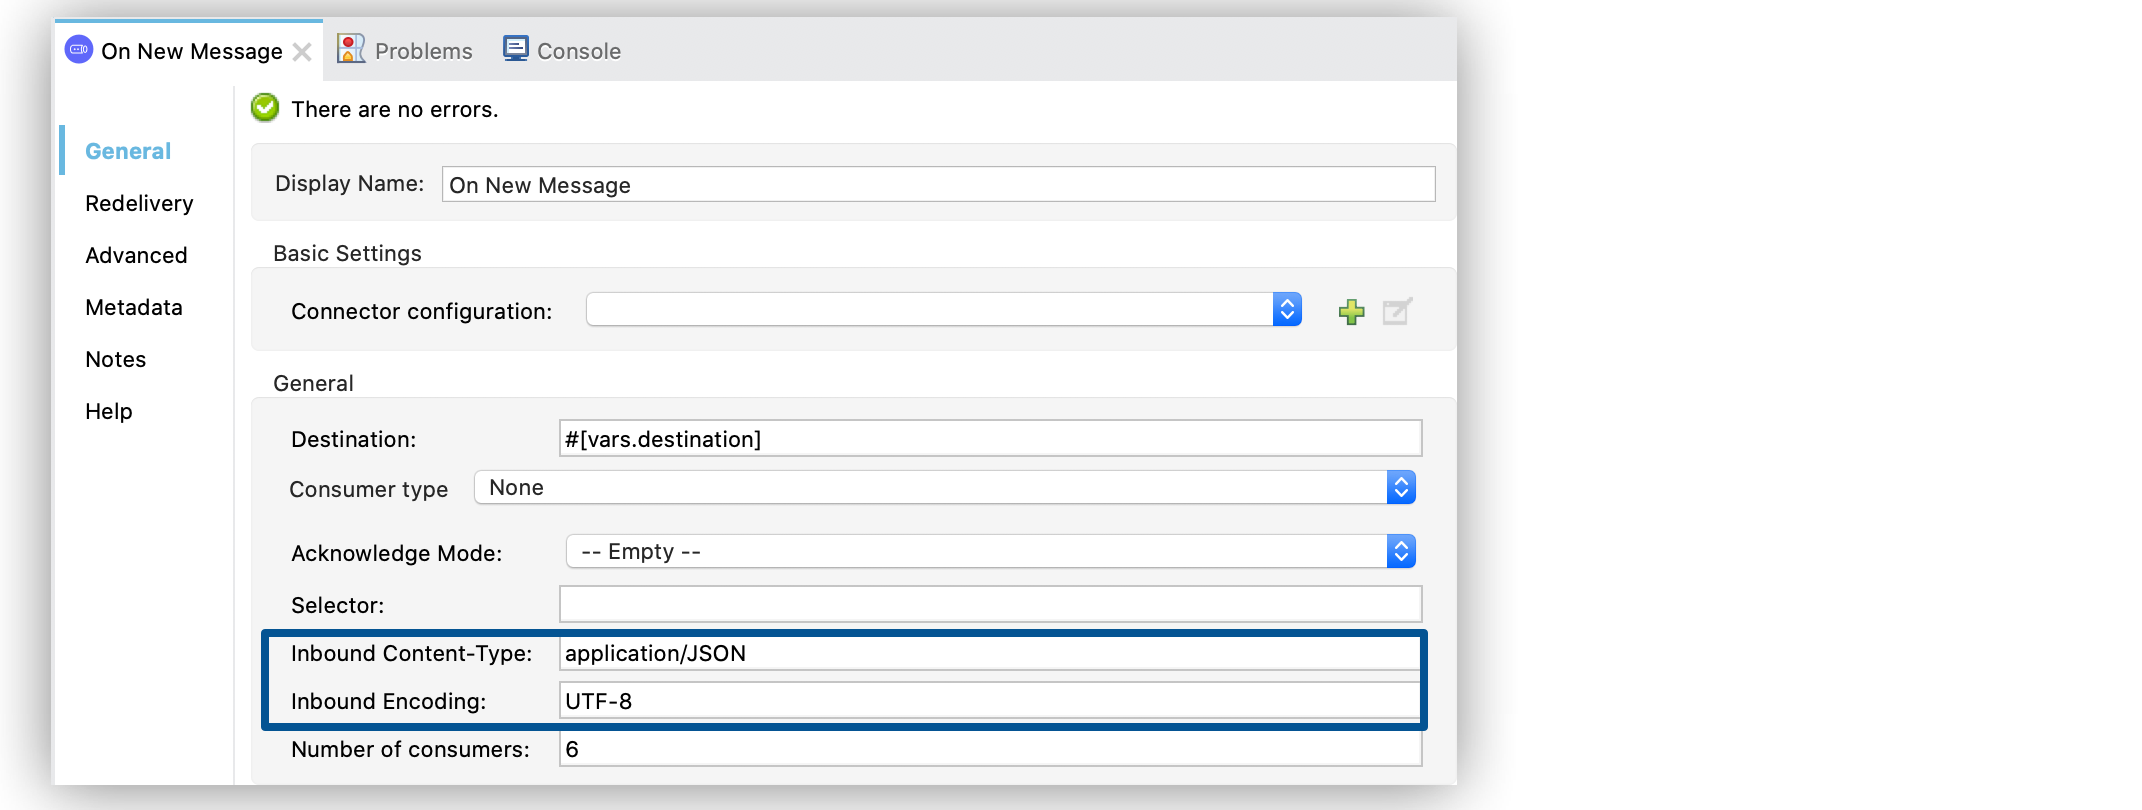 On New Message
Problems
Console
General
Redelivery
Advanced
Metadata
Notes
Help
There are no errors.
Display Name: On New Message
Basic Settings
Connector configuration:
General
Destination: #[vars.destination]
Consumer type None
Acknowledge Mode: -- Empty --
Selector:
Inbound Content-Type: application/JSON
Inbound Encoding: UTF-8
Number of consumers: 6